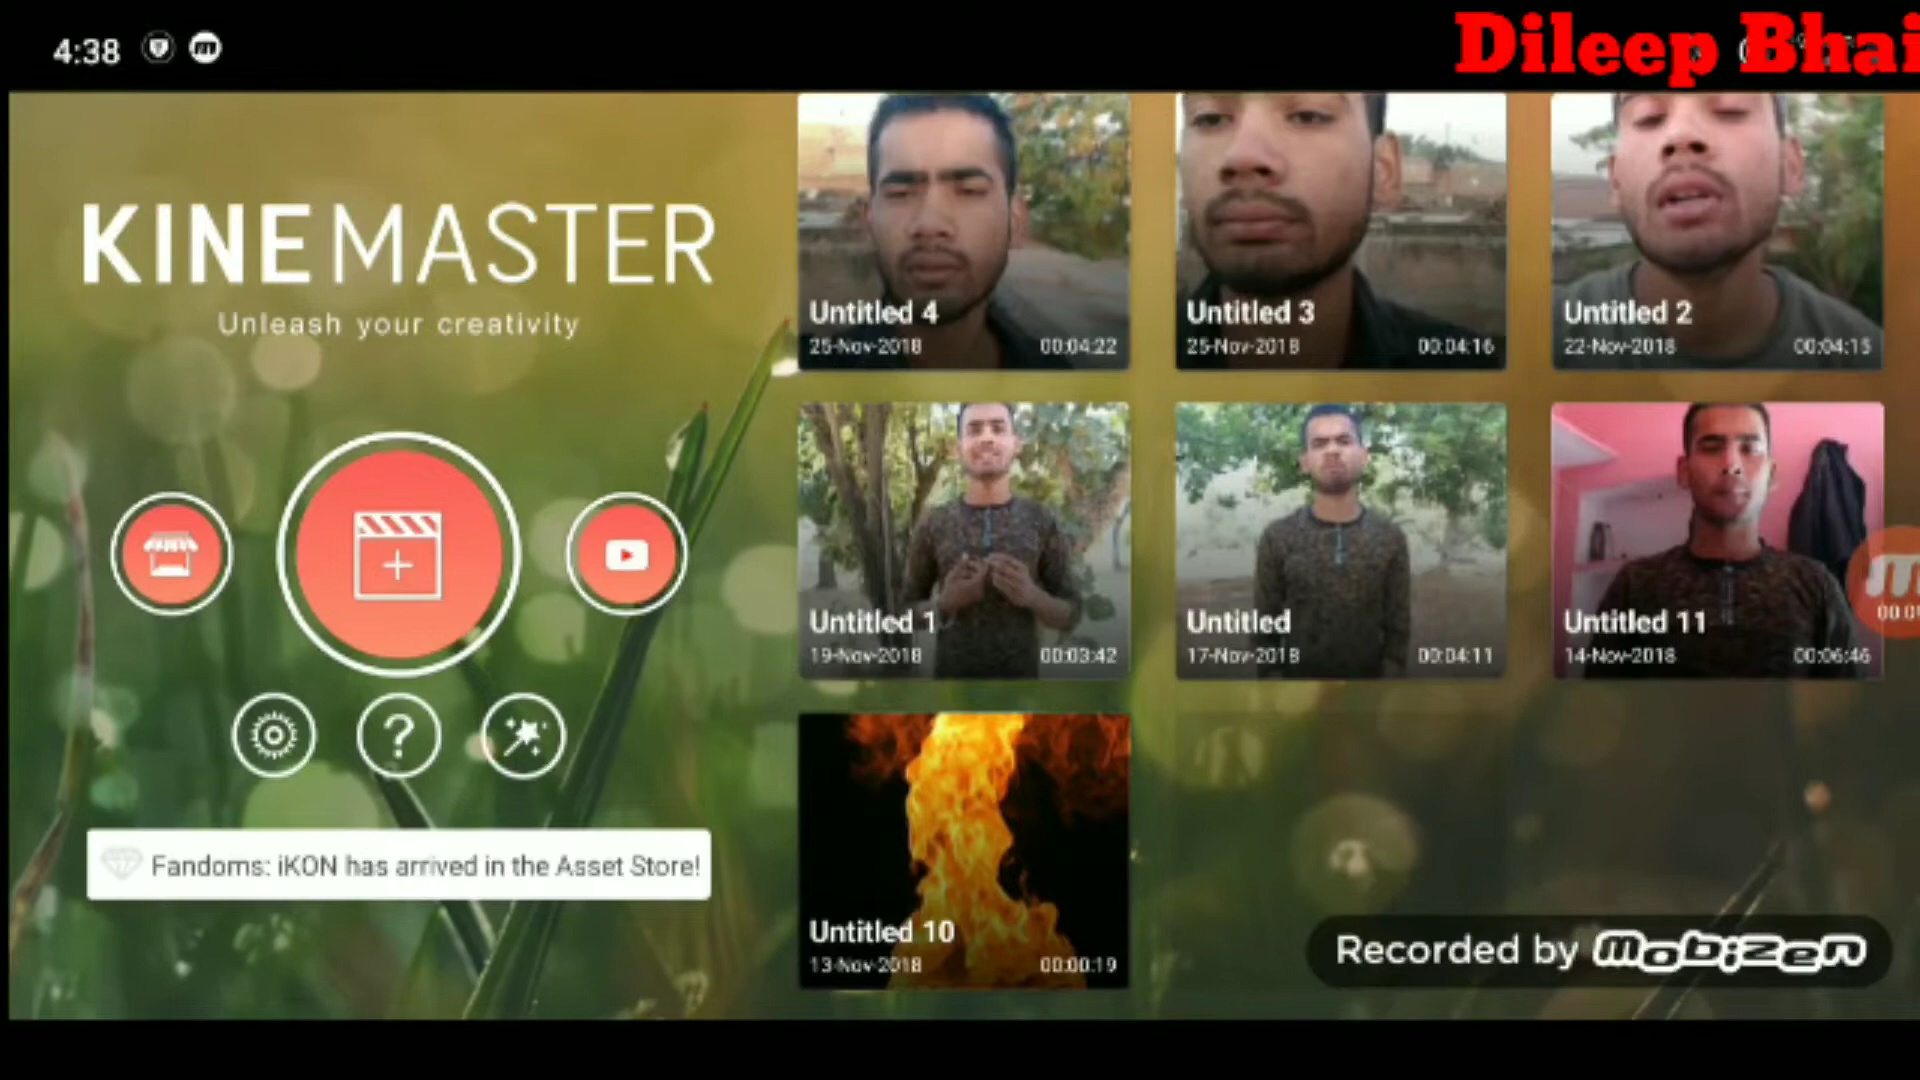 4:38
Dileep Bhai
KINEMASTER
Unleash your creativity
Untitled 4
25-Nov-2018 00:04:22
Untitled 3
25-Nov-2018 00:04:16
Untitled 2
22-Nov-2018 00:04:15
Untitled 1
19-Nov-2018 00:03:42
Untitled
17-Nov-2018 00:04:11
Untitled 11
14-Nov-2018 00:06:46
Fandoms: iKON has arrived in the Asset Store!
Untitled 10
13-Nov-2018 00:00:19
Recorded by mobizen